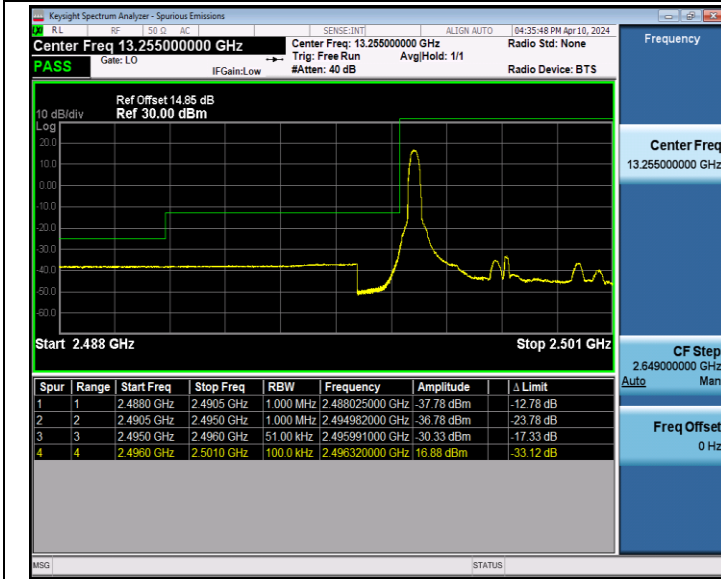 Keysight Spectrum Analyzer - Spurious Emissions
RL RF 50 Ω AC SENSE:INT ALIGN AUTO 04:35:48 PM Apr 10, 2024
Center Freq 13.255000000 GHz
Center Freq: 13.255000000 GHz Radio Std: None
PASS Gate: LO Trig: Free Run Avg|Hold: 1/1
IFGain:Low #Atten: 40 dB Radio Device: BTS
Ref Offset 14.85 dB
10 dB/div Ref 30.00 dBm
Log
20.0
10.0
0.00
-10.0
-20.0
-30.0
-40.0
-50.0
-60.0
Start 2.488 GHz Stop 2.501 GHz
Spur Range Start Freq Stop Freq RBW Frequency Amplitude Δ Limit
1 1 2.4880 GHz 2.4905 GHz 1.000 MHz 2.488025000 GHz -37.78 dBm -12.78 dB
2 2 2.4905 GHz 2.4950 GHz 1.000 MHz 2.494982000 GHz -36.78 dBm -23.78 dB
3 3 2.4950 GHz 2.4960 GHz 51.00 kHz 2.495991000 GHz -30.33 dBm -17.33 dB
4 4 2.4960 GHz 2.5010 GHz 100.0 kHz 2.496320000 GHz 16.88 dBm -33.12 dB
MSG STATUS
Frequency
Center Freq
13.255000000 GHz
CF Step
2.649000000 GHz
Auto Man
Freq Offset
0 Hz